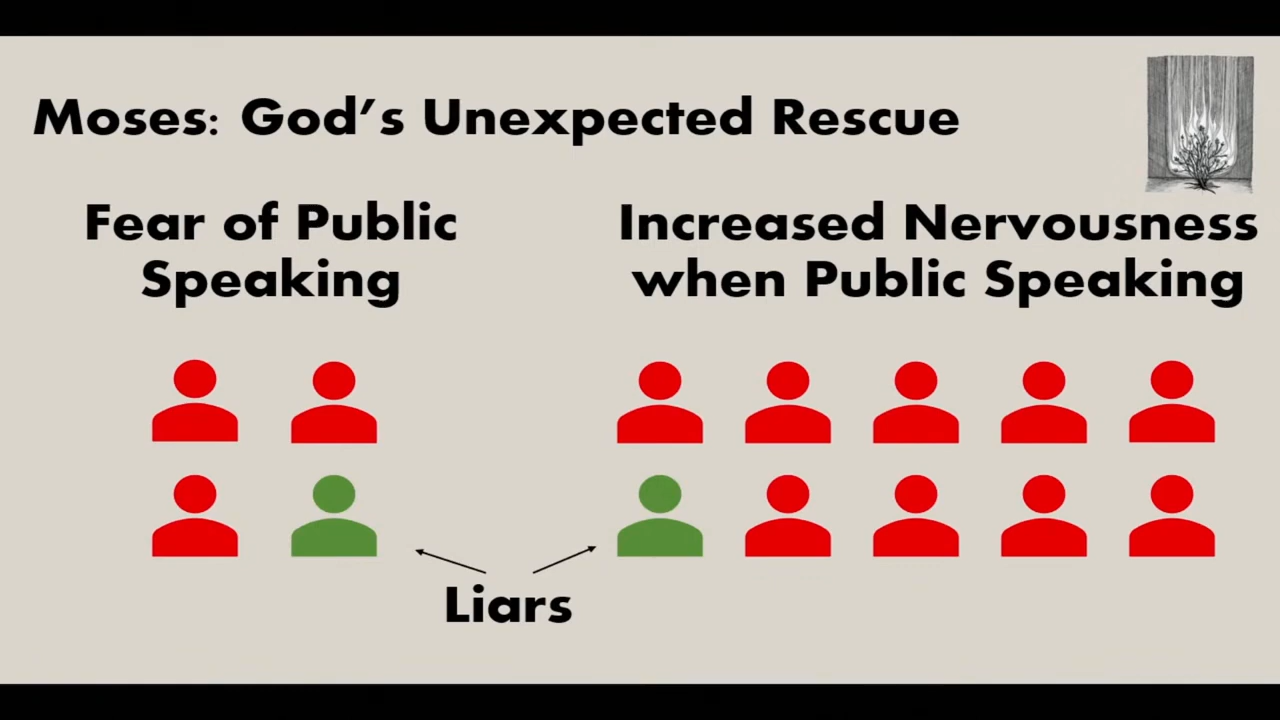 Moses: God’s Unexpected Rescue
Fear of Public
Speaking
Increased Nervousness
when Public Speaking
Liars